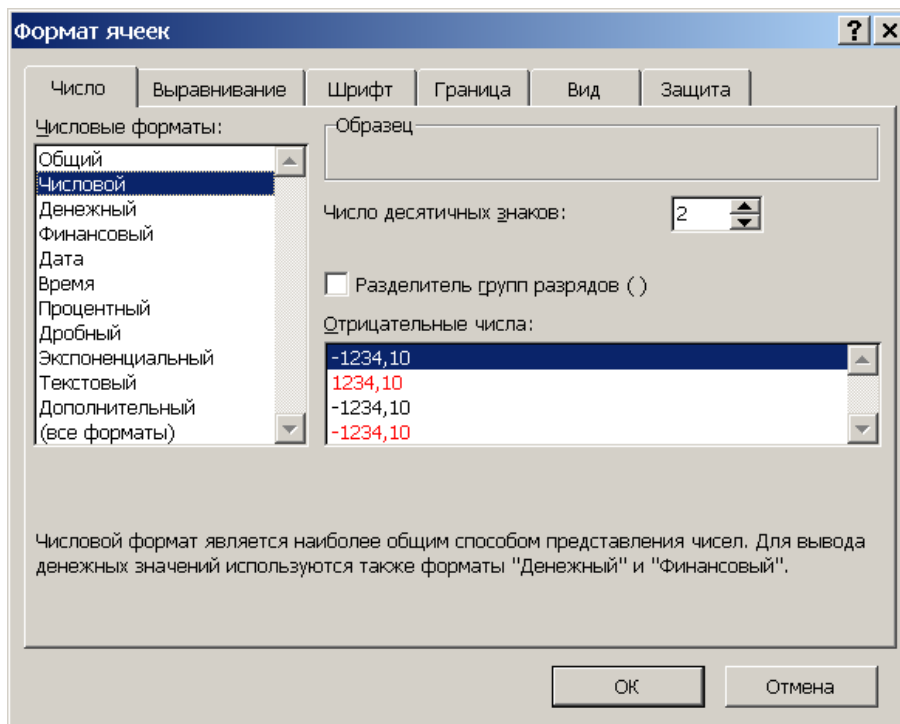 Формат ячеек
Число Выравнивание Шрифт Граница Вид Защита
Числовые форматы:
Общий
Числовой
Денежный
Финансовый
Дата
Время
Процентный
Дробный
Экспоненциальный
Текстовый
Дополнительный
(все форматы)
Образец
Число десятичных знаков: 2
Разделитель групп разрядов ( )
Отрицательные числа:
-1234,10
1234,10
-1234,10
-1234,10
Числовой формат является наиболее общим способом представления чисел. Для вывода
денежных значений используются также форматы "Денежный" и "Финансовый".
ОК Отмена